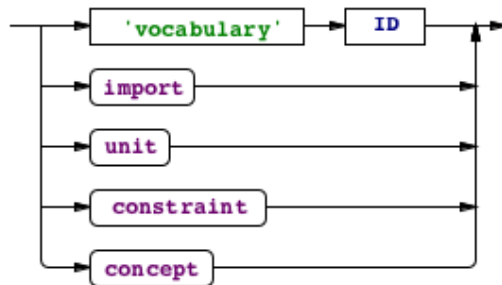 'vocabulary' ID
import
unit
constraint
concept